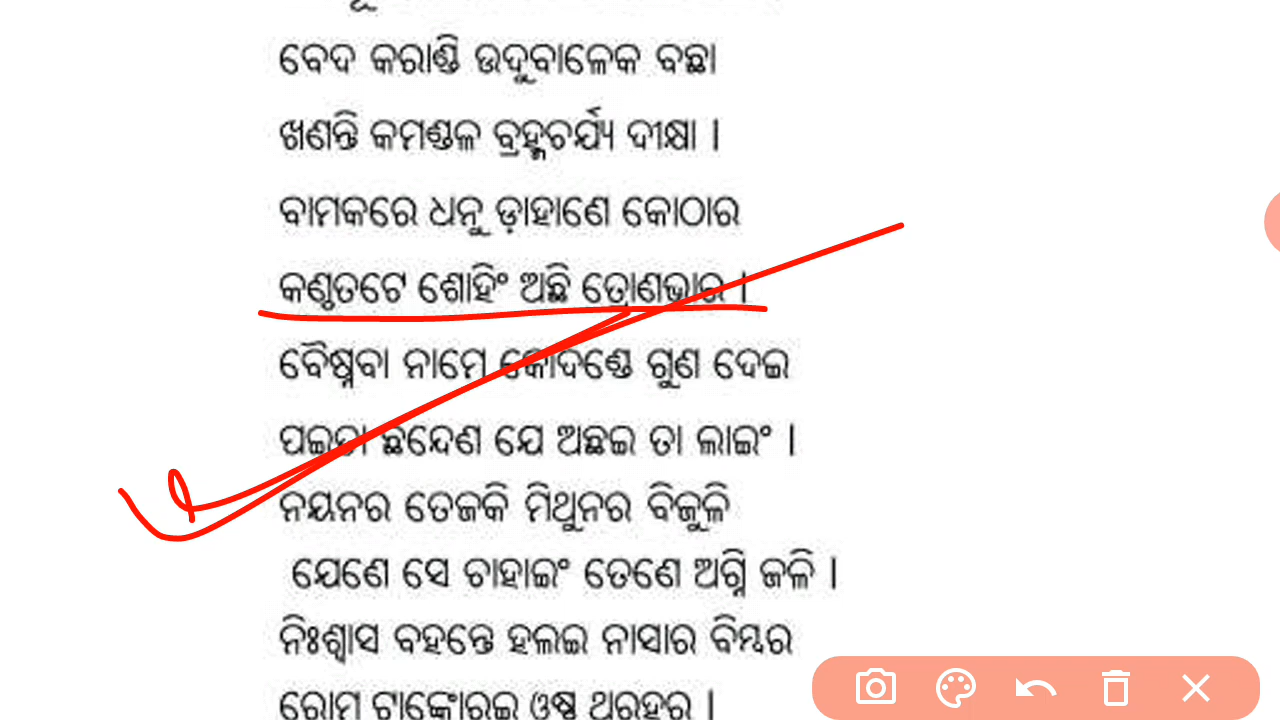 ବେଦ କରାଣ୍ଡି ଉଦୁବାଳେକ ବଛା
ଖଣନ୍ତି କମଣ୍ଡଳ ବ୍ରହ୍ମଚର୍ଯ୍ୟ ଦୀକ୍ଷା ।
ବାମକରେ ଧନୁ ଡ଼ାହାଣେ କୋଠାର
କଣ୍ଠତଟେ ଶୋହିଂ ଅଛି ତ୍ରୋଣଭାର ।
ବୈଷ୍ଣବା ନାମେ କୋଦଣ୍ଡେ ଗୁଣ ଦେଇ
ପଇତା ଛନ୍ଦେଣ ଯେ ଅଛଇ ତା ଲାଇଂ ।
ନୟନର ତେଜକି ମିଥୁନର ବିଜୁଳି
ଯେଣେ ସେ ଚାହାଇଂ ତେଣେ ଅଗ୍ନି ଜଳି ।
ନିଃଶ୍ୱାସ ବହନ୍ତେ ହଲଇ ନାସାର ବିମ୍ଭର
ରୋମ ଟାଙ୍କୋରଇ ଓଷ୍ଠ ଥରହର ।